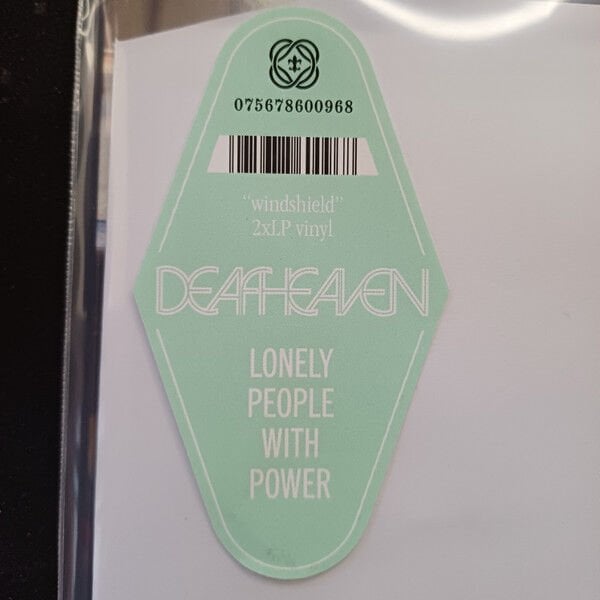 075678600968
"windshield"
2xLP vinyl
DEAFHEAVEN
LONELY
PEOPLE
WITH
POWER